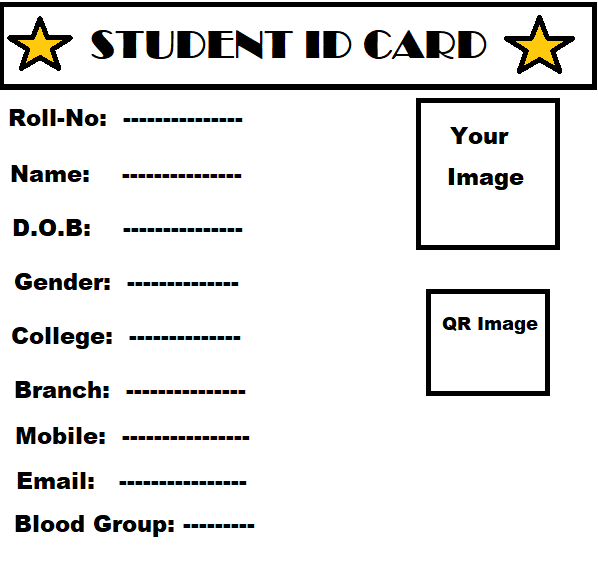 STUDENT ID CARD
Roll-No: ---------------
Your
Image
Name: ---------------
D.O.B: ---------------
Gender: --------------
QR Image
College: --------------
Branch: ---------------
Mobile: ----------------
Email: ----------------
Blood Group: ---------